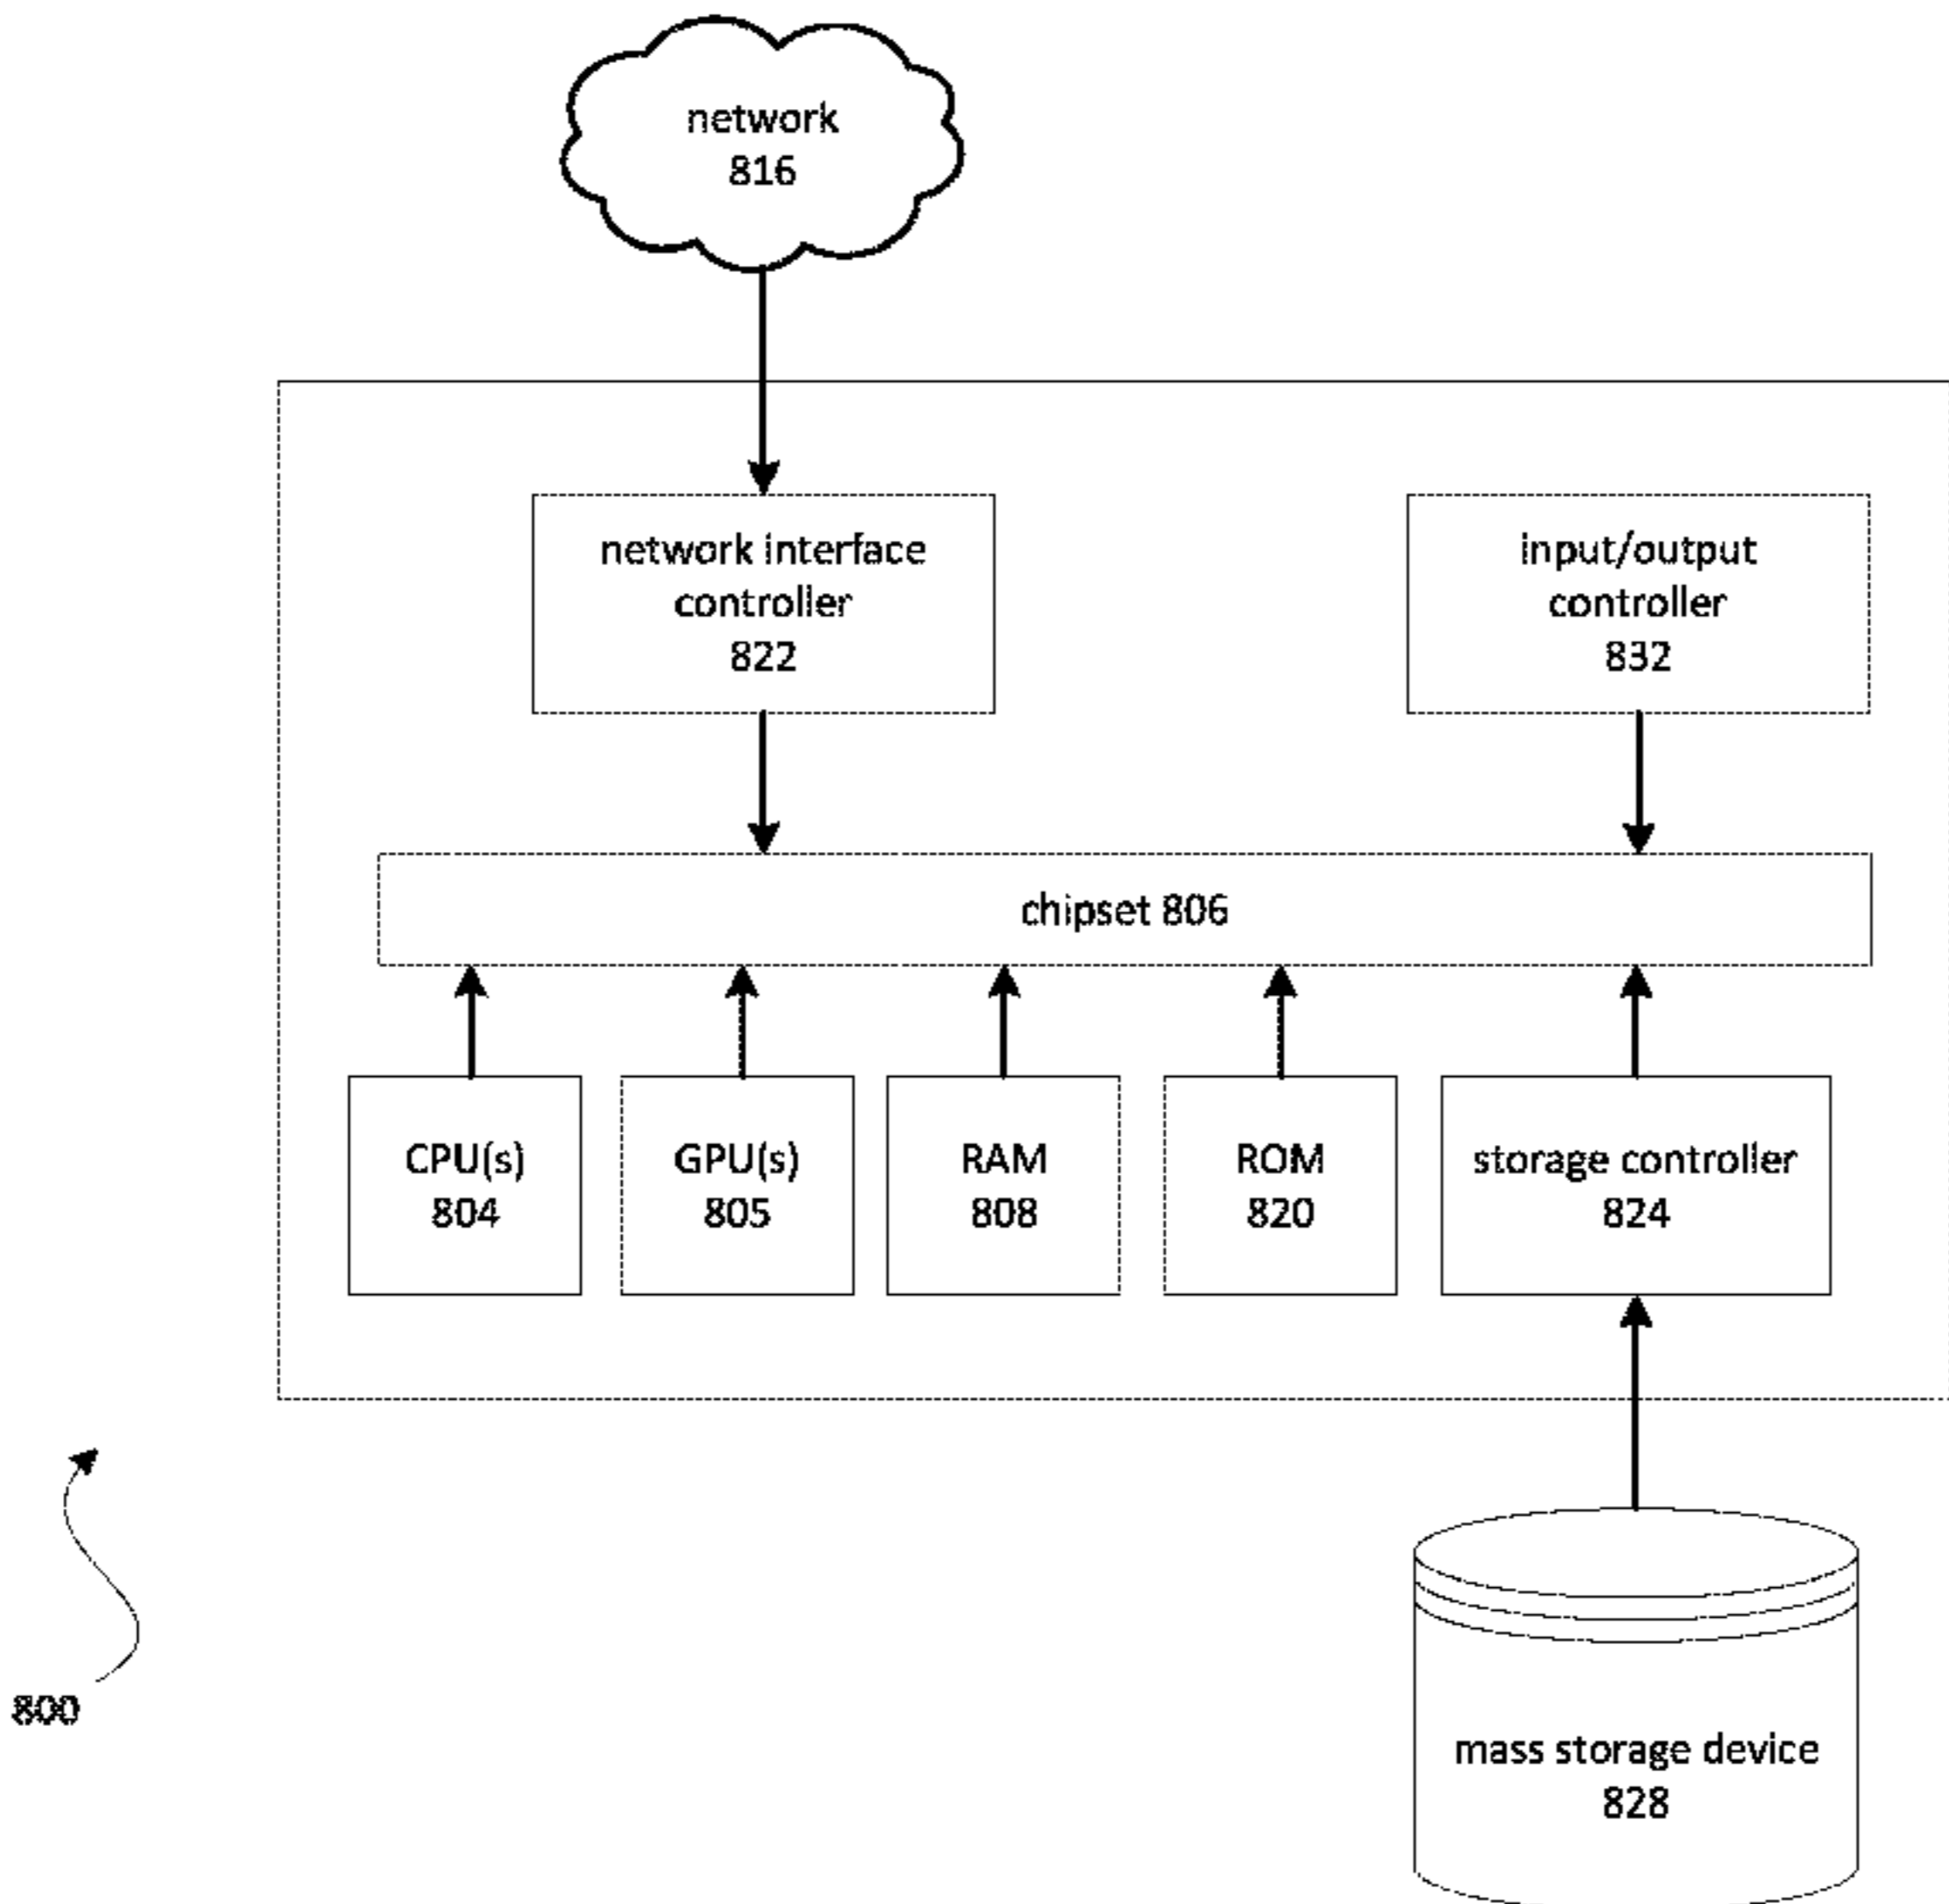 network
816
network interface
controller
822
input/output
controller
832
chipset 806
CPU(s)
804
GPU(s)
805
RAM
808
ROM
820
storage controller
824
800
mass storage device
828